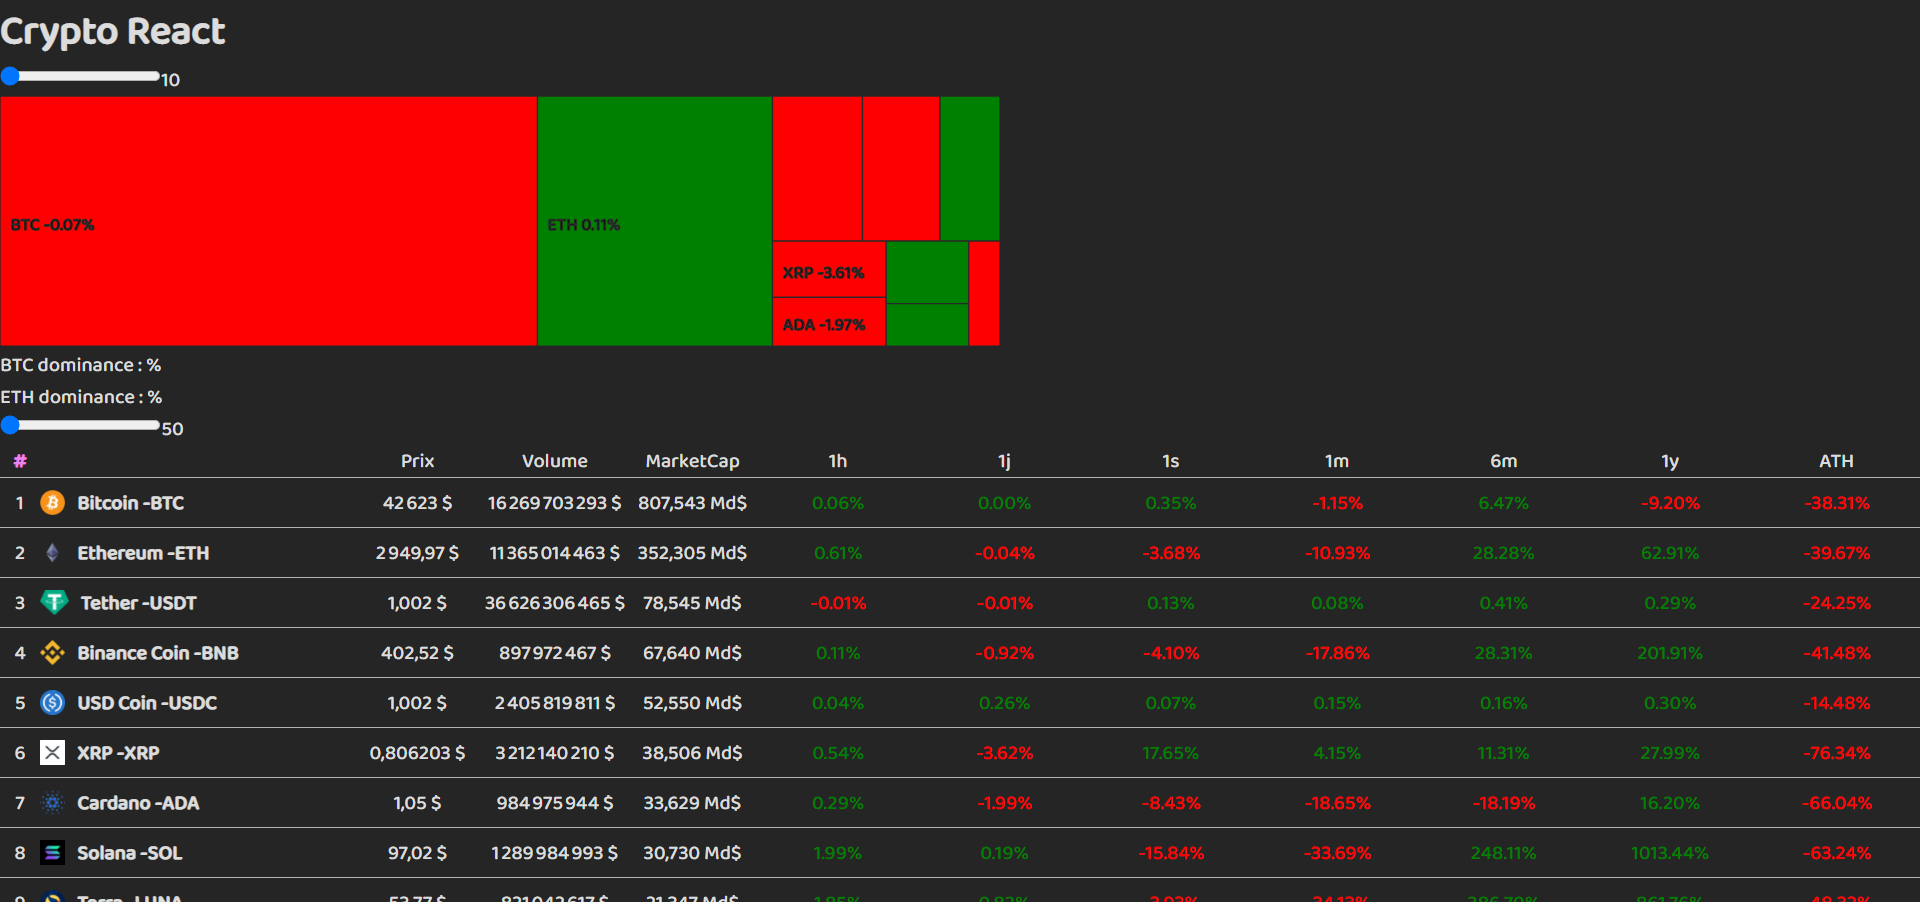 Crypto React
10
BTC -0.07%
ETH 0.11%
XRP -3.61%
ADA -1.97%
BTC dominance : %
ETH dominance : %
50
# Prix Volume MarketCap 1h 1j 1s 1m 6m 1y ATH
1 Bitcoin -BTC 42 623 $ 16 269 703 293 $ 807,543 Md$ 0.06% 0.00% 0.35% -1.15% 6.47% -9.20% -38.31%
2 Ethereum -ETH 2 949,97 $ 11 365 014 463 $ 352,305 Md$ 0.61% -0.04% -3.68% -10.93% 28.28% 62.91% -39.67%
3 Tether -USDT 1,002 $ 36 626 306 465 $ 78,545 Md$ -0.01% -0.01% 0.13% 0.08% 0.41% 0.29% -24.25%
4 Binance Coin -BNB 402,52 $ 897 972 467 $ 67,640 Md$ 0.11% -0.92% -4.10% -17.86% 28.31% 201.91% -41.48%
5 USD Coin -USDC 1,002 $ 2 405 819 811 $ 52,550 Md$ 0.04% 0.26% 0.07% 0.15% 0.16% 0.30% -14.48%
6 XRP -XRP 0,806203 $ 3 212 140 210 $ 38,506 Md$ 0.54% -3.62% 17.65% 4.15% 11.31% 27.99% -76.34%
7 Cardano -ADA 1,05 $ 984 975 944 $ 33,629 Md$ 0.29% -1.99% -8.43% -18.65% -18.19% 16.20% -66.04%
8 Solana -SOL 97,02 $ 1 289 984 993 $ 30,730 Md$ 1.99% 0.19% -15.84% -33.69% 248.11% 1013.44% -63.24%
9 Terra -LUNA